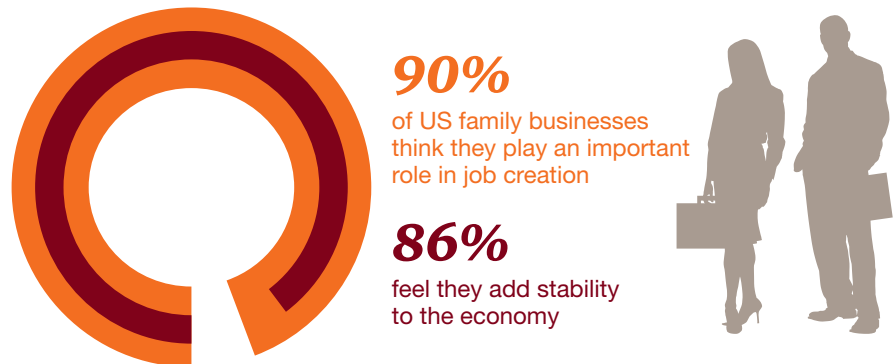 90%
of US family businesses
think they play an important
role in job creation
86%
feel they add stability
to the economy